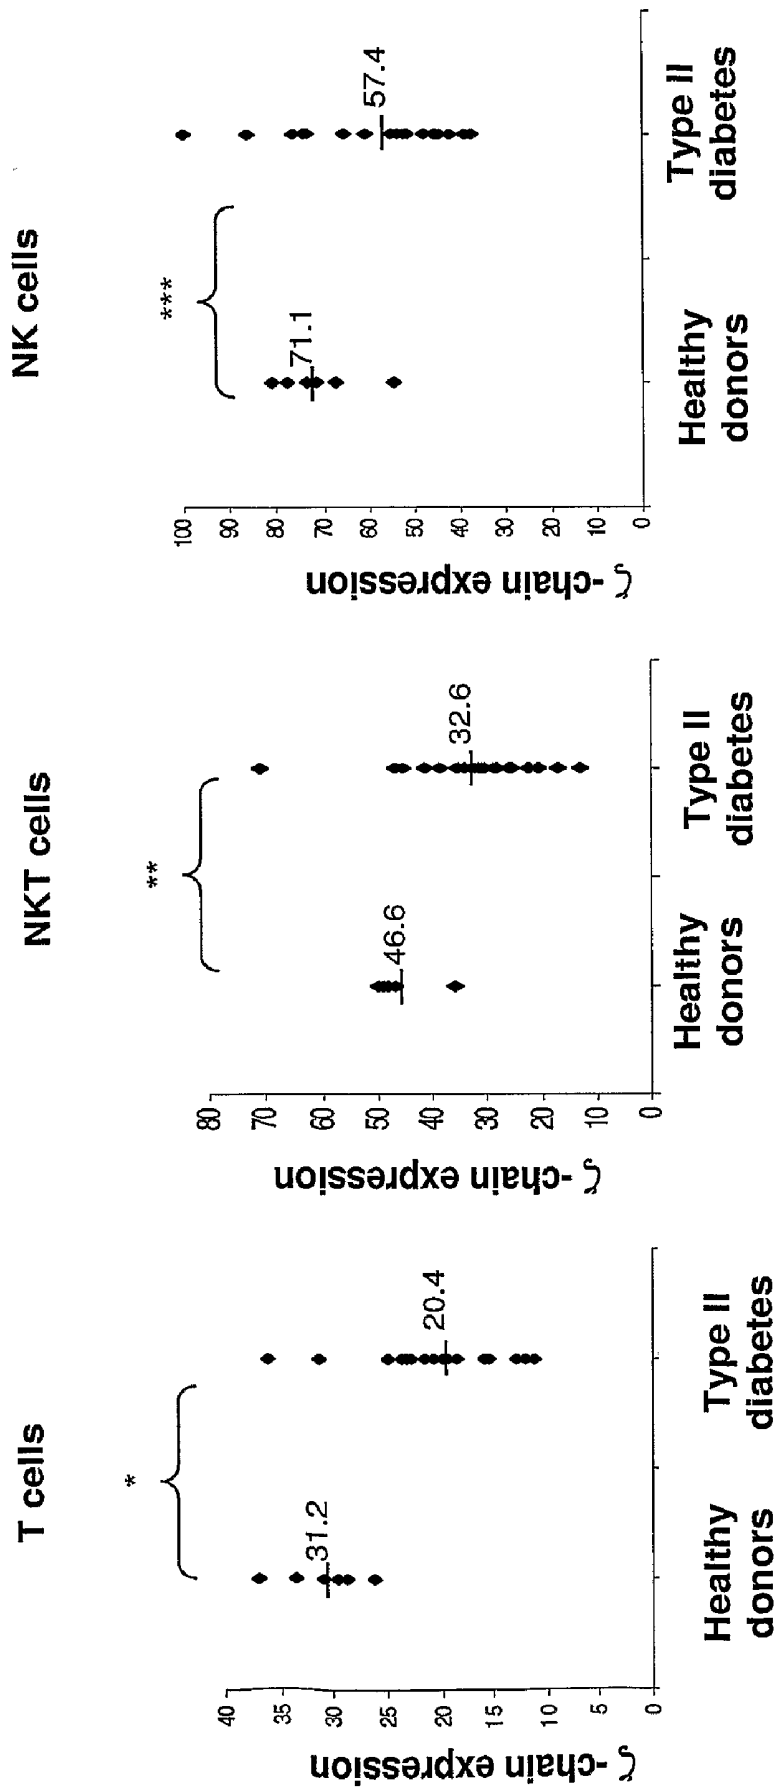 T cells
*
ζ-chain expression
40
35
30
25
20
15
10
5
0
31.2
20.4
Healthy
donors
Type II
diabetes
NKT cells
**
ζ-chain expression
80
70
60
50
40
30
20
10
0
46.6
32.6
Healthy
donors
Type II
diabetes
NK cells
***
ζ-chain expression
100
90
80
70
60
50
40
30
20
10
0
71.1
57.4
Healthy
donors
Type II
diabetes